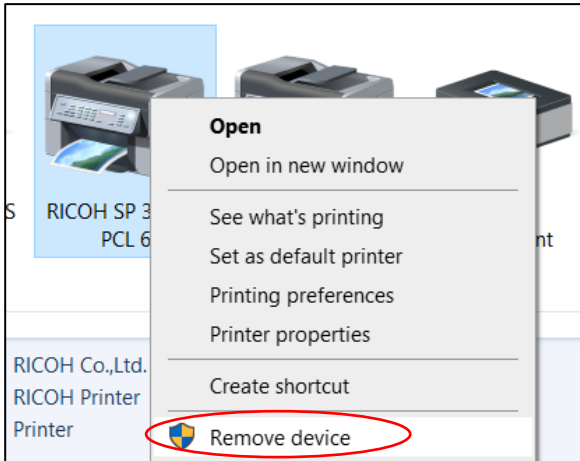 S
RICOH SP 3
PCL 6
nt
Open
Open in new window
See what's printing
Set as default printer
Printing preferences
Printer properties
Create shortcut
Remove device
RICOH Co.,Ltd.
RICOH Printer
Printer